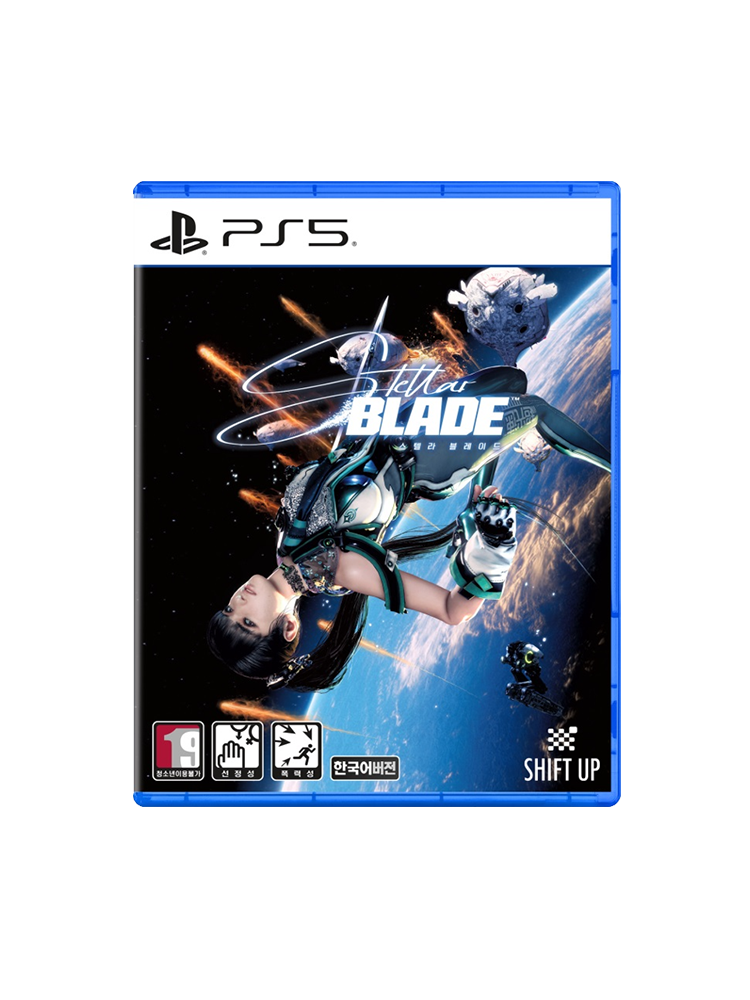 PS5
Stellar
BLADE
스텔라 블레이드
19
청소년이용불가
선정성
폭력성
한국어버전
SHIFT UP